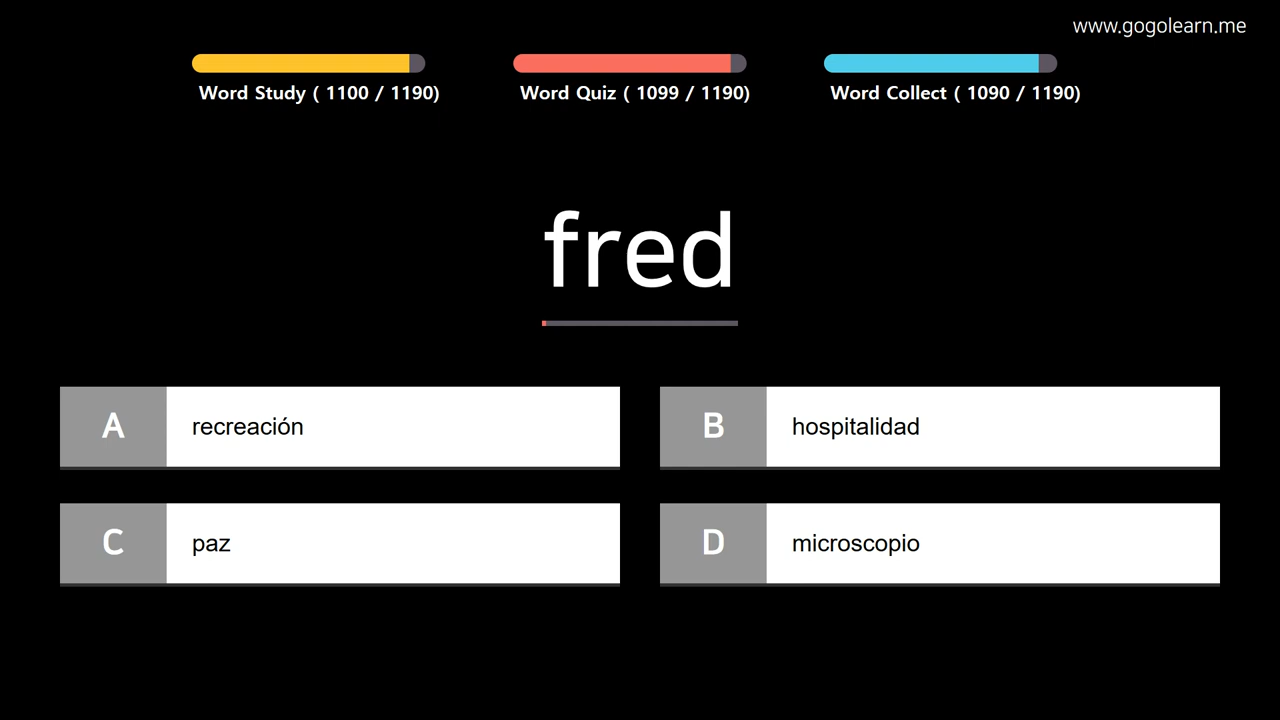 www.gogolearn.me
Word Study ( 1100 / 1190)
Word Quiz ( 1099 / 1190)
Word Collect ( 1090 / 1190)
fred
A recreación
B hospitalidad
C paz
D microscopio